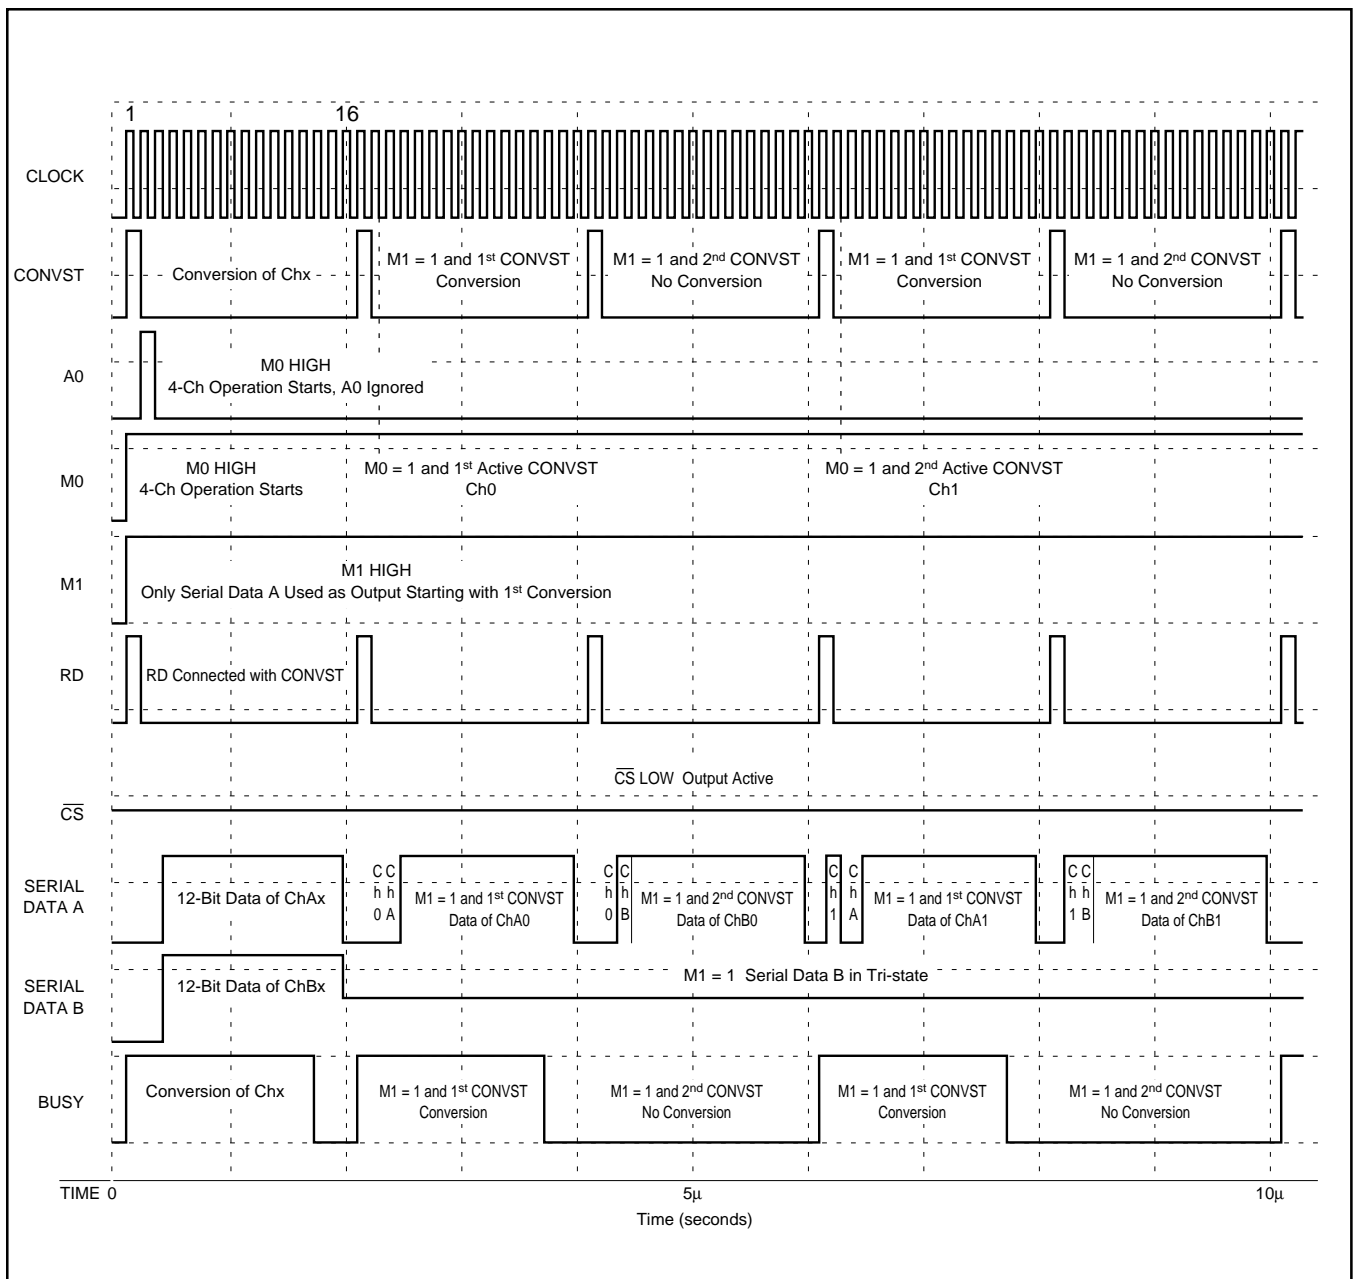 1 16
CLOCK
CONVST
Conversion of Chx
M1 = 1 and 1st CONVST
Conversion
M1 = 1 and 2nd CONVST
No Conversion
M1 = 1 and 1st CONVST
Conversion
M1 = 1 and 2nd CONVST
No Conversion
A0
M0 HIGH
4-Ch Operation Starts, A0 Ignored
M0
M0 HIGH
4-Ch Operation Starts
M0 = 1 and 1st Active CONVST
Ch0
M0 = 1 and 2nd Active CONVST
Ch1
M1
M1 HIGH
Only Serial Data A Used as Output Starting with 1st Conversion
RD
RD Connected with CONVST
CS LOW Output Active
CS
SERIAL
DATA A
12-Bit Data of ChAx
Ch0
ChA
M1 = 1 and 1st CONVST
Data of ChA0
Ch0
ChB
M1 = 1 and 2nd CONVST
Data of ChB0
Ch1
ChA
M1 = 1 and 1st CONVST
Data of ChA1
Ch1
ChB
M1 = 1 and 2nd CONVST
Data of ChB1
SERIAL
DATA B
12-Bit Data of ChBx
M1 = 1 Serial Data B in Tri-state
BUSY
Conversion of Chx
M1 = 1 and 1st CONVST
Conversion
M1 = 1 and 2nd CONVST
No Conversion
M1 = 1 and 1st CONVST
Conversion
M1 = 1 and 2nd CONVST
No Conversion
TIME 0 5μ 10μ
Time (seconds)